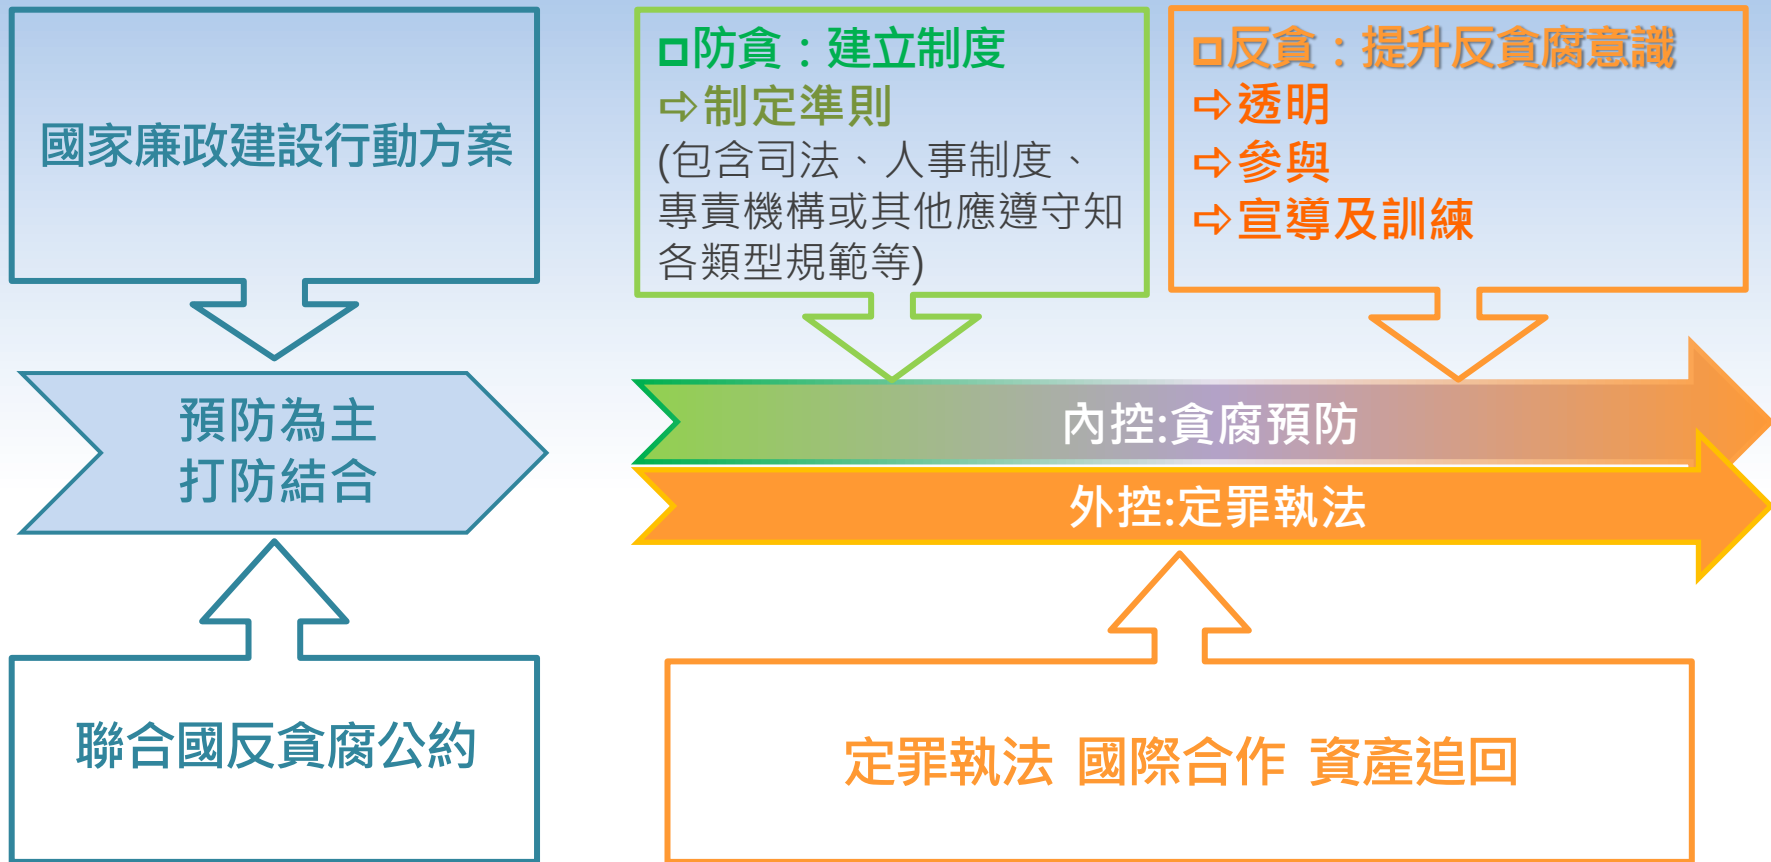 國家廉政建設行動方案
預防為主
打防結合
聯合國反貪腐公約
防貪：建立制度
⇨制定準則
(包含司法、人事制度、
專責機構或其他應遵守知
各類型規範等)
反貪：提升反貪腐意識
⇨透明
⇨參與
⇨宣導及訓練
內控:貪腐預防
外控:定罪執法
定罪執法 國際合作 資產追回